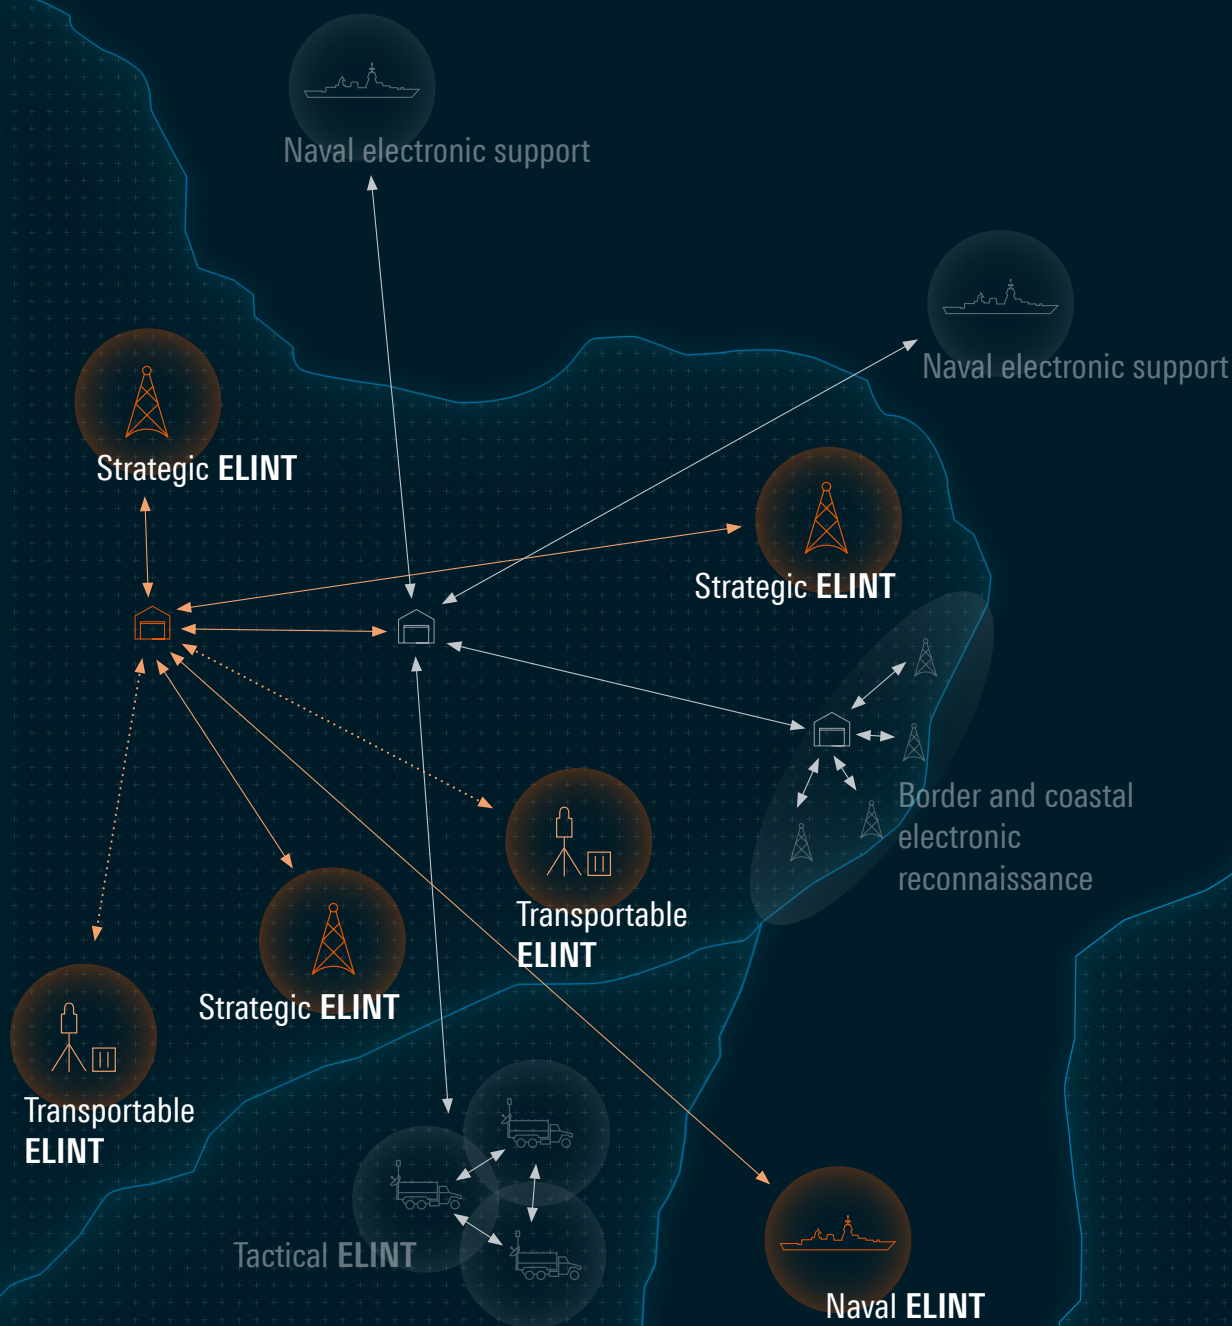 Naval electronic support
Naval electronic support
Strategic ELINT
Strategic ELINT
Border and coastal
electronic
reconnaissance
Transportable
ELINT
Strategic ELINT
Transportable
ELINT
Tactical ELINT
Naval ELINT